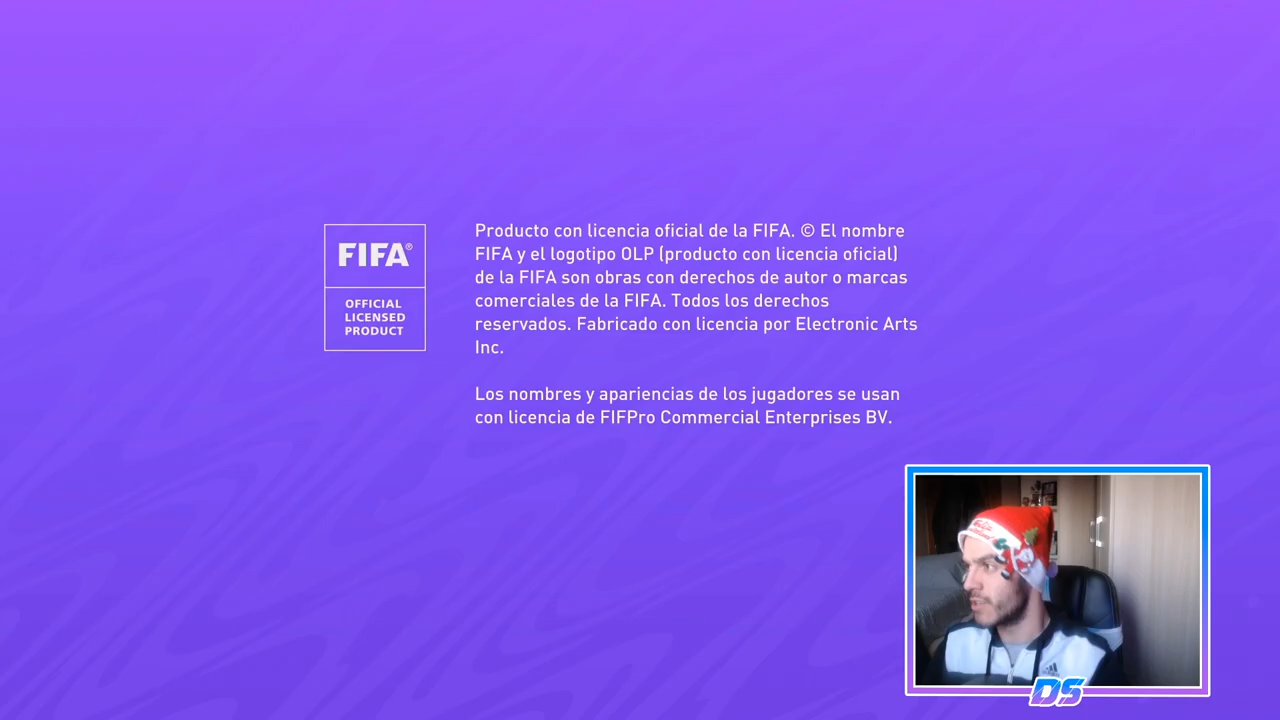 FIFA®
OFFICIAL
LICENSED
PRODUCT
Producto con licencia oficial de la FIFA. © El nombre
FIFA y el logotipo OLP (producto con licencia oficial)
de la FIFA son obras con derechos de autor o marcas
comerciales de la FIFA. Todos los derechos
reservados. Fabricado con licencia por Electronic Arts
Inc.
Los nombres y apariencias de los jugadores se usan
con licencia de FIFPro Commercial Enterprises BV.
DS